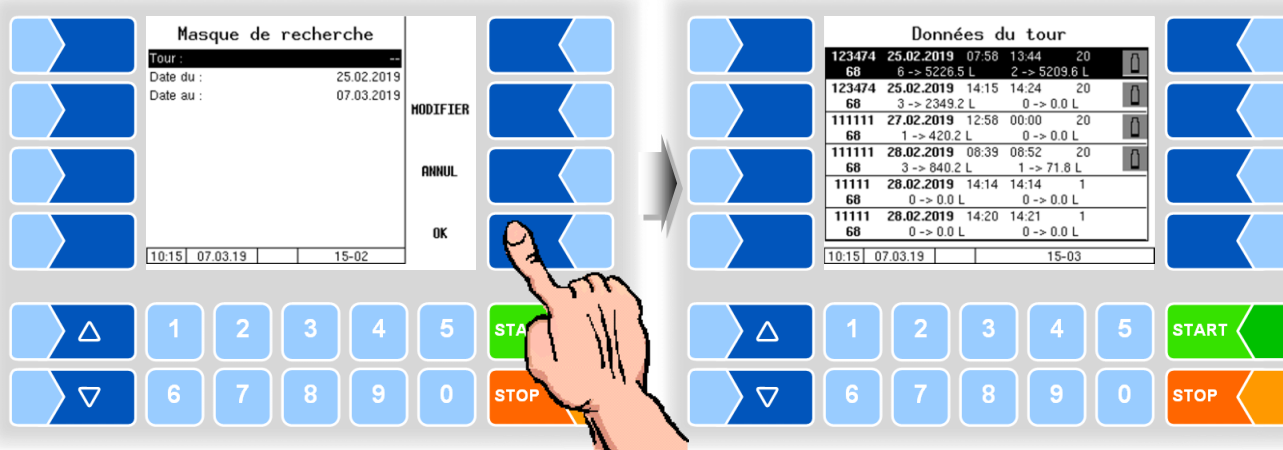 Masque de recherche
Tour : --
Date du : 25.02.2019
Date au : 07.03.2019
MODIFIER
ANNUL
OK
10:15 07.03.19 15-02
1 2 3 4 5
STA
6 7 8 9 0
STOP
Données du tour
123474 25.02.2019 07:58 13:44 20
68 6 -> 5226.5 L 2 -> 5209.6 L
123474 25.02.2019 14:15 14:24 20
68 3 -> 2349.2 L 0 -> 0.0 L
111111 27.02.2019 12:58 00:00 20
68 1 -> 420.2 L 0 -> 0.0 L
111111 28.02.2019 08:39 08:52 20
68 3 -> 840.2 L 1 -> 71.8 L
11111 28.02.2019 14:14 14:14 1
68 0 -> 0.0 L 0 -> 0.0 L
11111 28.02.2019 14:20 14:21 1
68 0 -> 0.0 L 0 -> 0.0 L
10:15 07.03.19 15-03
1 2 3 4 5 START
6 7 8 9 0 STOP